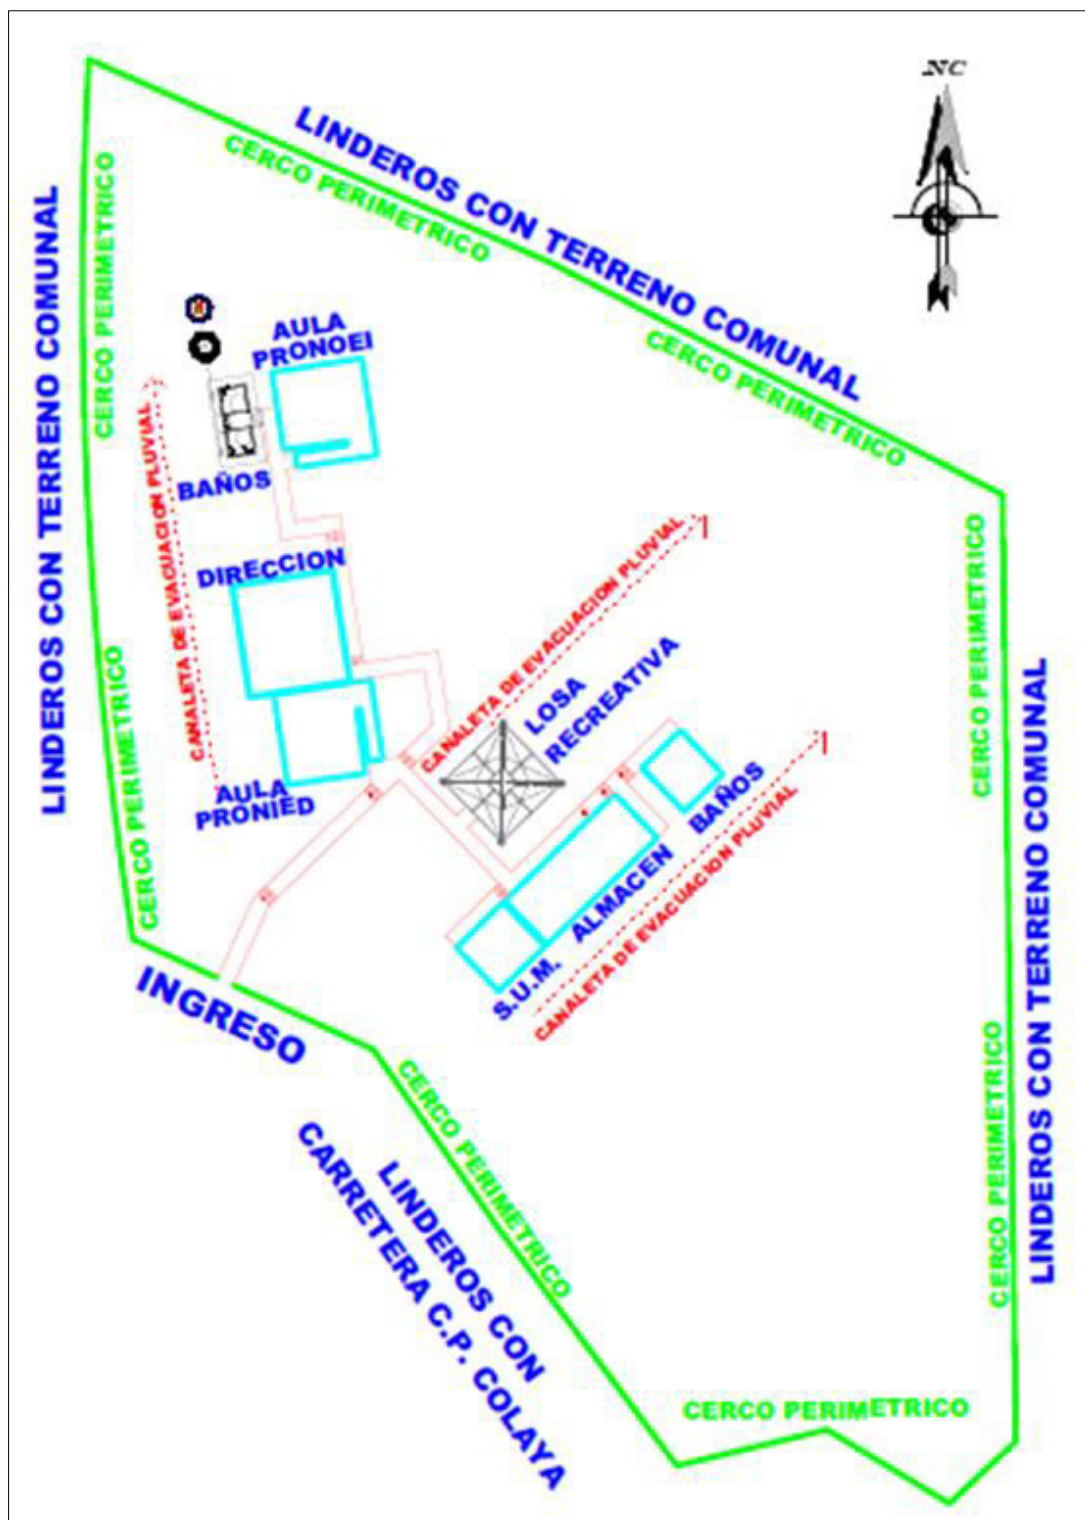 NC
LINDEROS CON TERRENO COMUNAL
CERCO PERIMETRICO
CERCO PERIMETRICO
LINDEROS CON TERRENO COMUNAL
CERCO PERIMETRICO
CERCO PERIMETRICO
AULA
PRONOEI
BAÑOS
CANALETA DE EVACUACION PLUVIAL
DIRECCION
AULA
PRONIED
CANALETA DE EVACUACION PLUVIAL
LOSA
RECREATIVA
BAÑOS
ALMACEN
S.U.M.
CANALETA DE EVACUACION PLUVIAL
CERCO PERIMETRICO
CERCO PERIMETRICO
LINDEROS CON TERRENO COMUNAL
INGRESO
CERCO PERIMETRICO
LINDEROS CON
CARRETERA C.P. COLAYA
CERCO PERIMETRICO